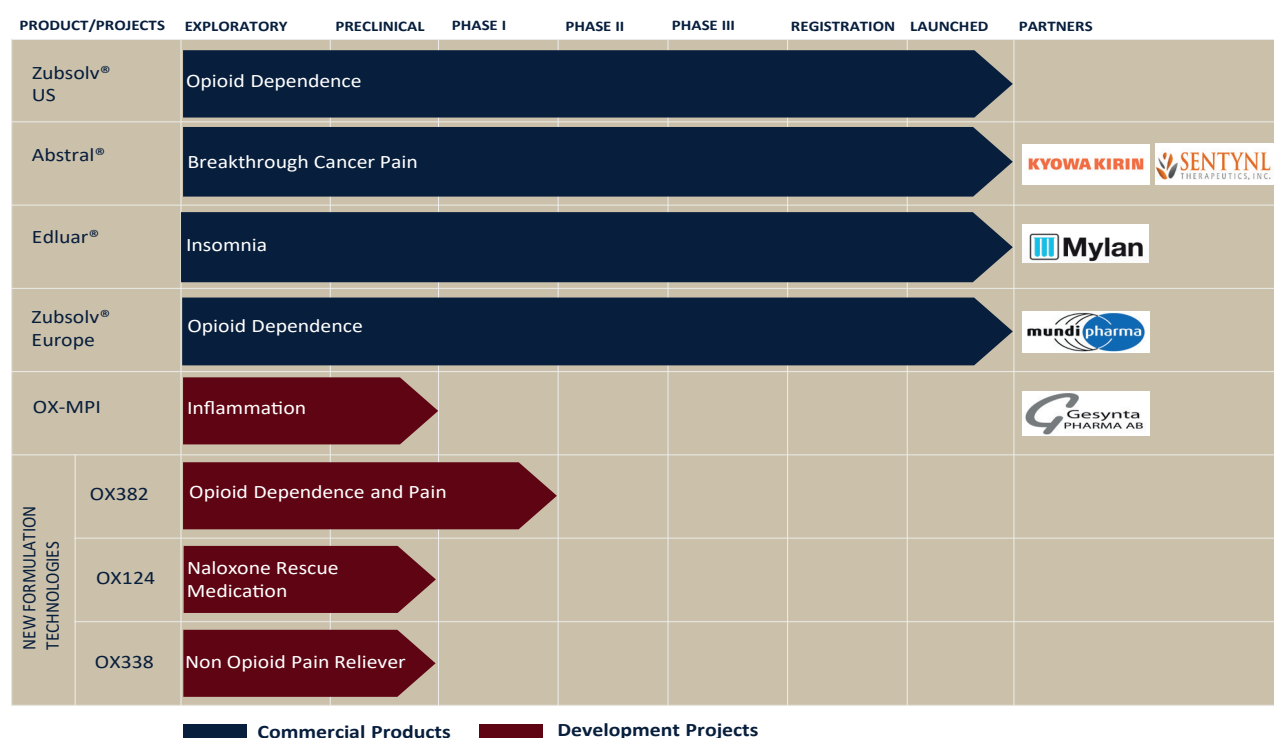 PRODUCT/PROJECTS EXPLORATORY PRECLINICAL PHASE I PHASE II PHASE III REGISTRATION LAUNCHED PARTNERS
Zubsolv®
US
Opioid Dependence
Abstral®
Breakthrough Cancer Pain
KYOWA KIRIN
SENTYNL
THERAPEUTICS, INC.
Edluar®
Insomnia
Mylan
Zubsolv®
Europe
Opioid Dependence
mundi pharma
OX-MPI
Inflammation
Gesynta
PHARMA AB
NEW FORMULATION
TECHNOLOGIES
OX382
Opioid Dependence and Pain
OX124
Naloxone Rescue
Medication
OX338
Non Opioid Pain Reliever
Commercial Products Development Projects